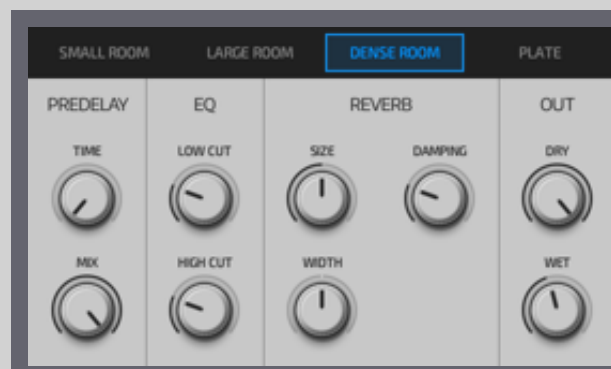 SMALL ROOM LARGE ROOM DENSE ROOM PLATE
PREDELAY EQ REVERB OUT
TIME LOW CUT SIZE DAMPING DRY
MIX HIGH CUT WIDTH WET